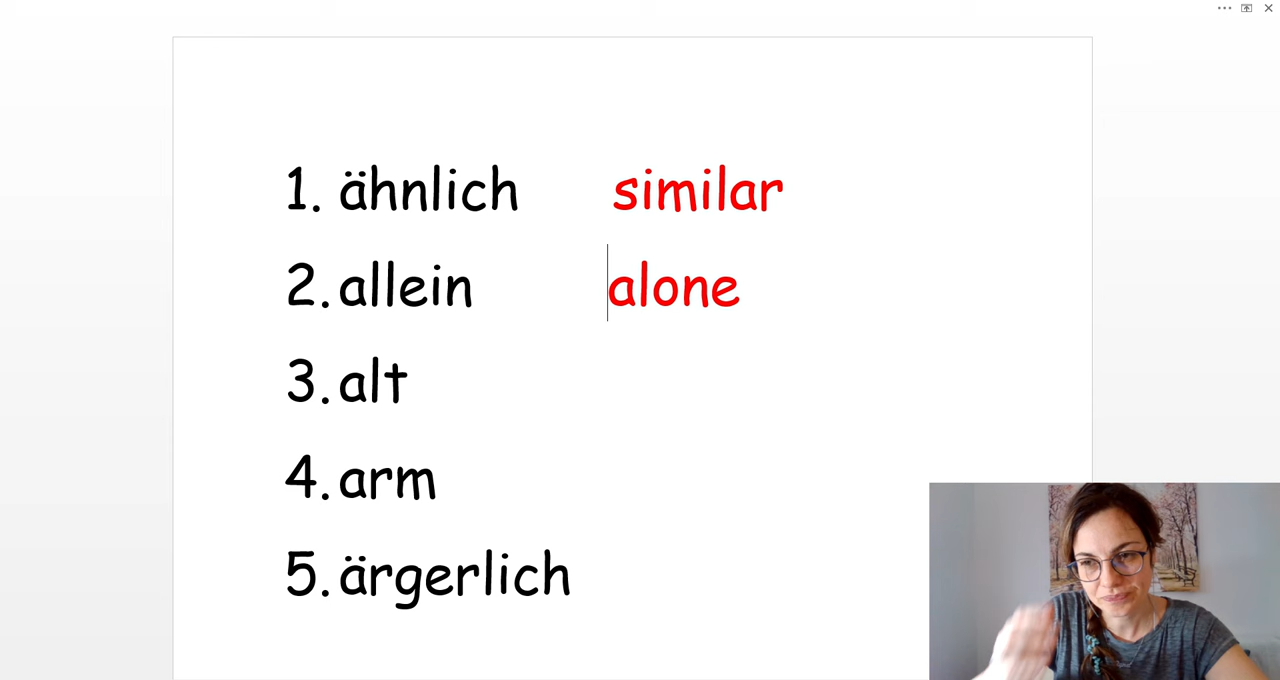 1. ähnlich similar
2. allein alone
3. alt
4. arm
5. ärgerlich